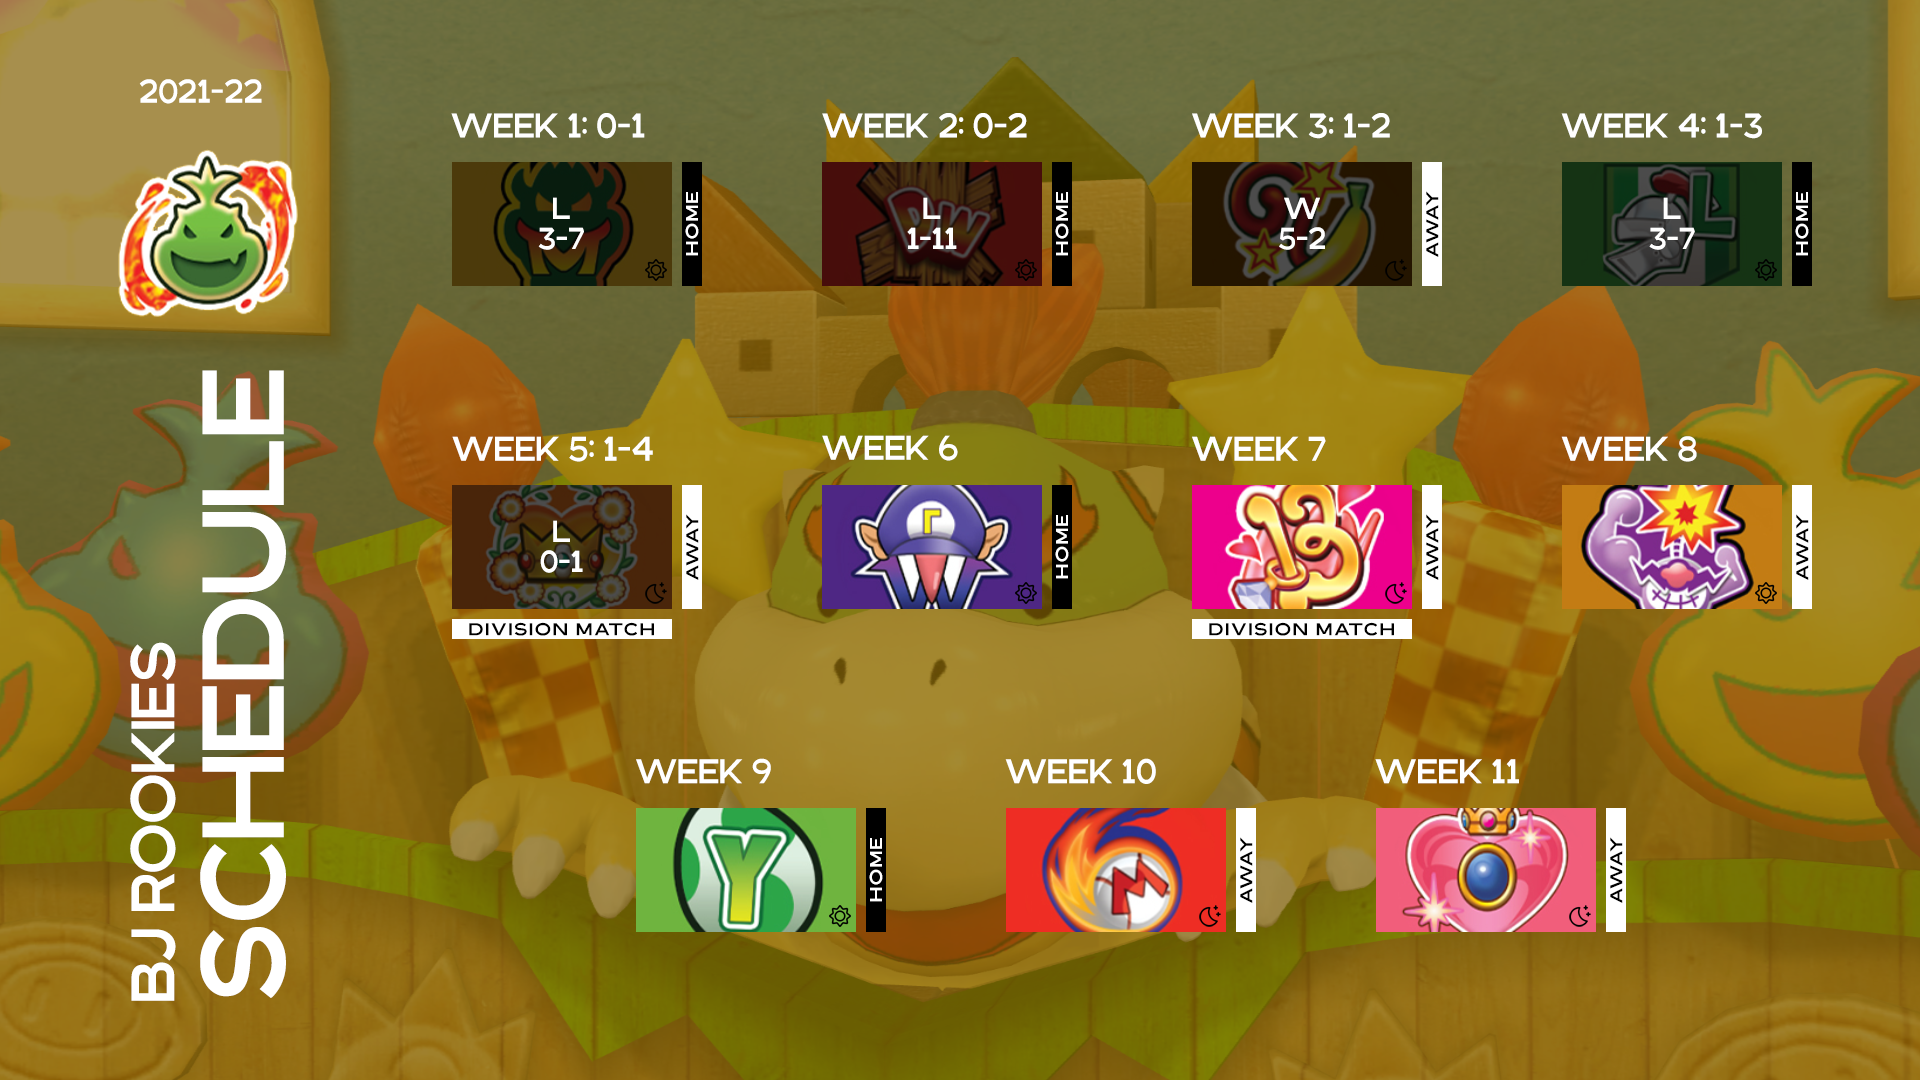 2021-22
BJ ROOKIES
SCHEDULE
WEEK 1: 0-1
L
3-7
HOME
WEEK 2: 0-2
DW
L
1-11
HOME
WEEK 3: 1-2
W
5-2
AWAY
WEEK 4: 1-3
L
L
3-7
HOME
WEEK 5: 1-4
L
0-1
AWAY
DIVISION MATCH
WEEK 6
Γ
W
HOME
WEEK 7
13
AWAY
DIVISION MATCH
WEEK 8
AWAY
WEEK 9
Y
HOME
WEEK 10
M
AWAY
WEEK 11
AWAY